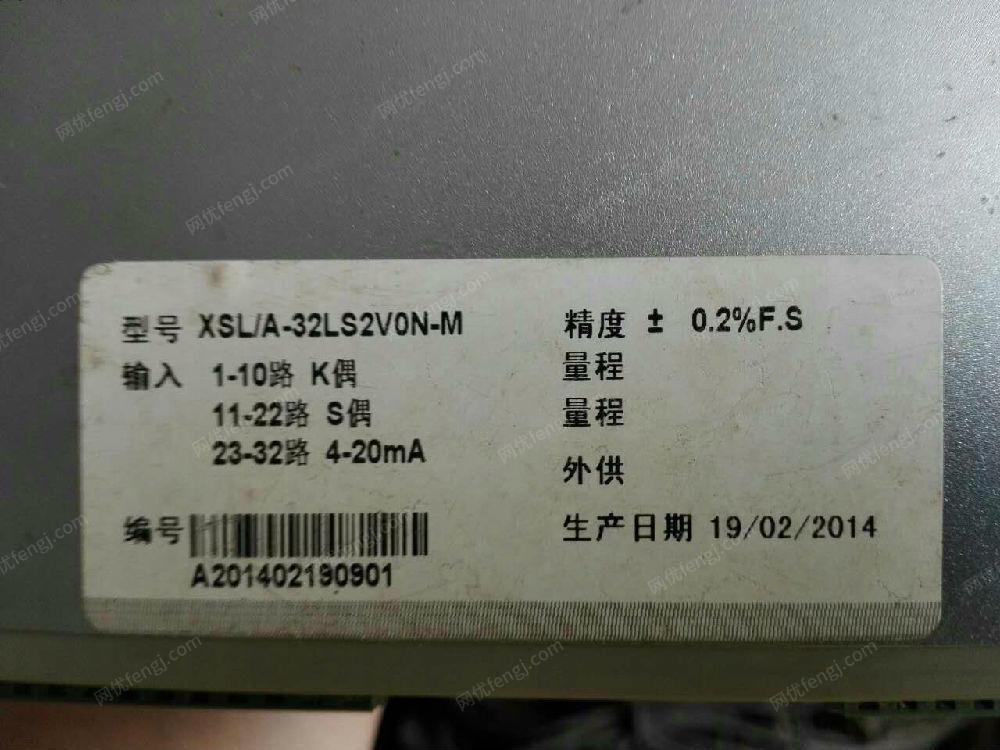 型号 XSL/A-32LS2V0N-M
输入 1-10路 K偶
11-22路 S偶
23-32路 4-20mA
编号
A201402190901
精度 ± 0.2%F.S
量程
量程
外供
生产日期 19/02/2014
网优fengj.com